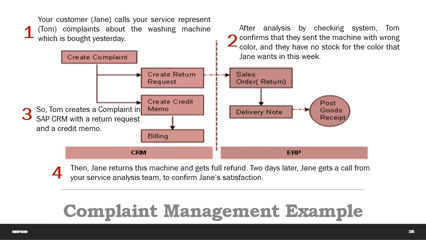 1
Your customer (Jane) calls your service represent
(Tom) complaints about the washing machine
which is bought yesterday.
2
After analysis by checking system, Tom
confirms that they sent the machine with wrong
color, and they have no stock for the color that
Jane wants in this week.
Create Complaint
Create Return
Request
Sales
Order( Return)
3
So, Tom creates a Complaint in
SAP CRM with a return request
and a credit memo.
Create Credit
Memo
Delivery Note
Post
Goods
Receipt
Billing
CRM
ERP
4
Then, Jane returns this machine and gets full refund. Two days later, Jane gets a call from
your service analysis team, to confirm Jane's satisfaction.
Complaint Management Example
36